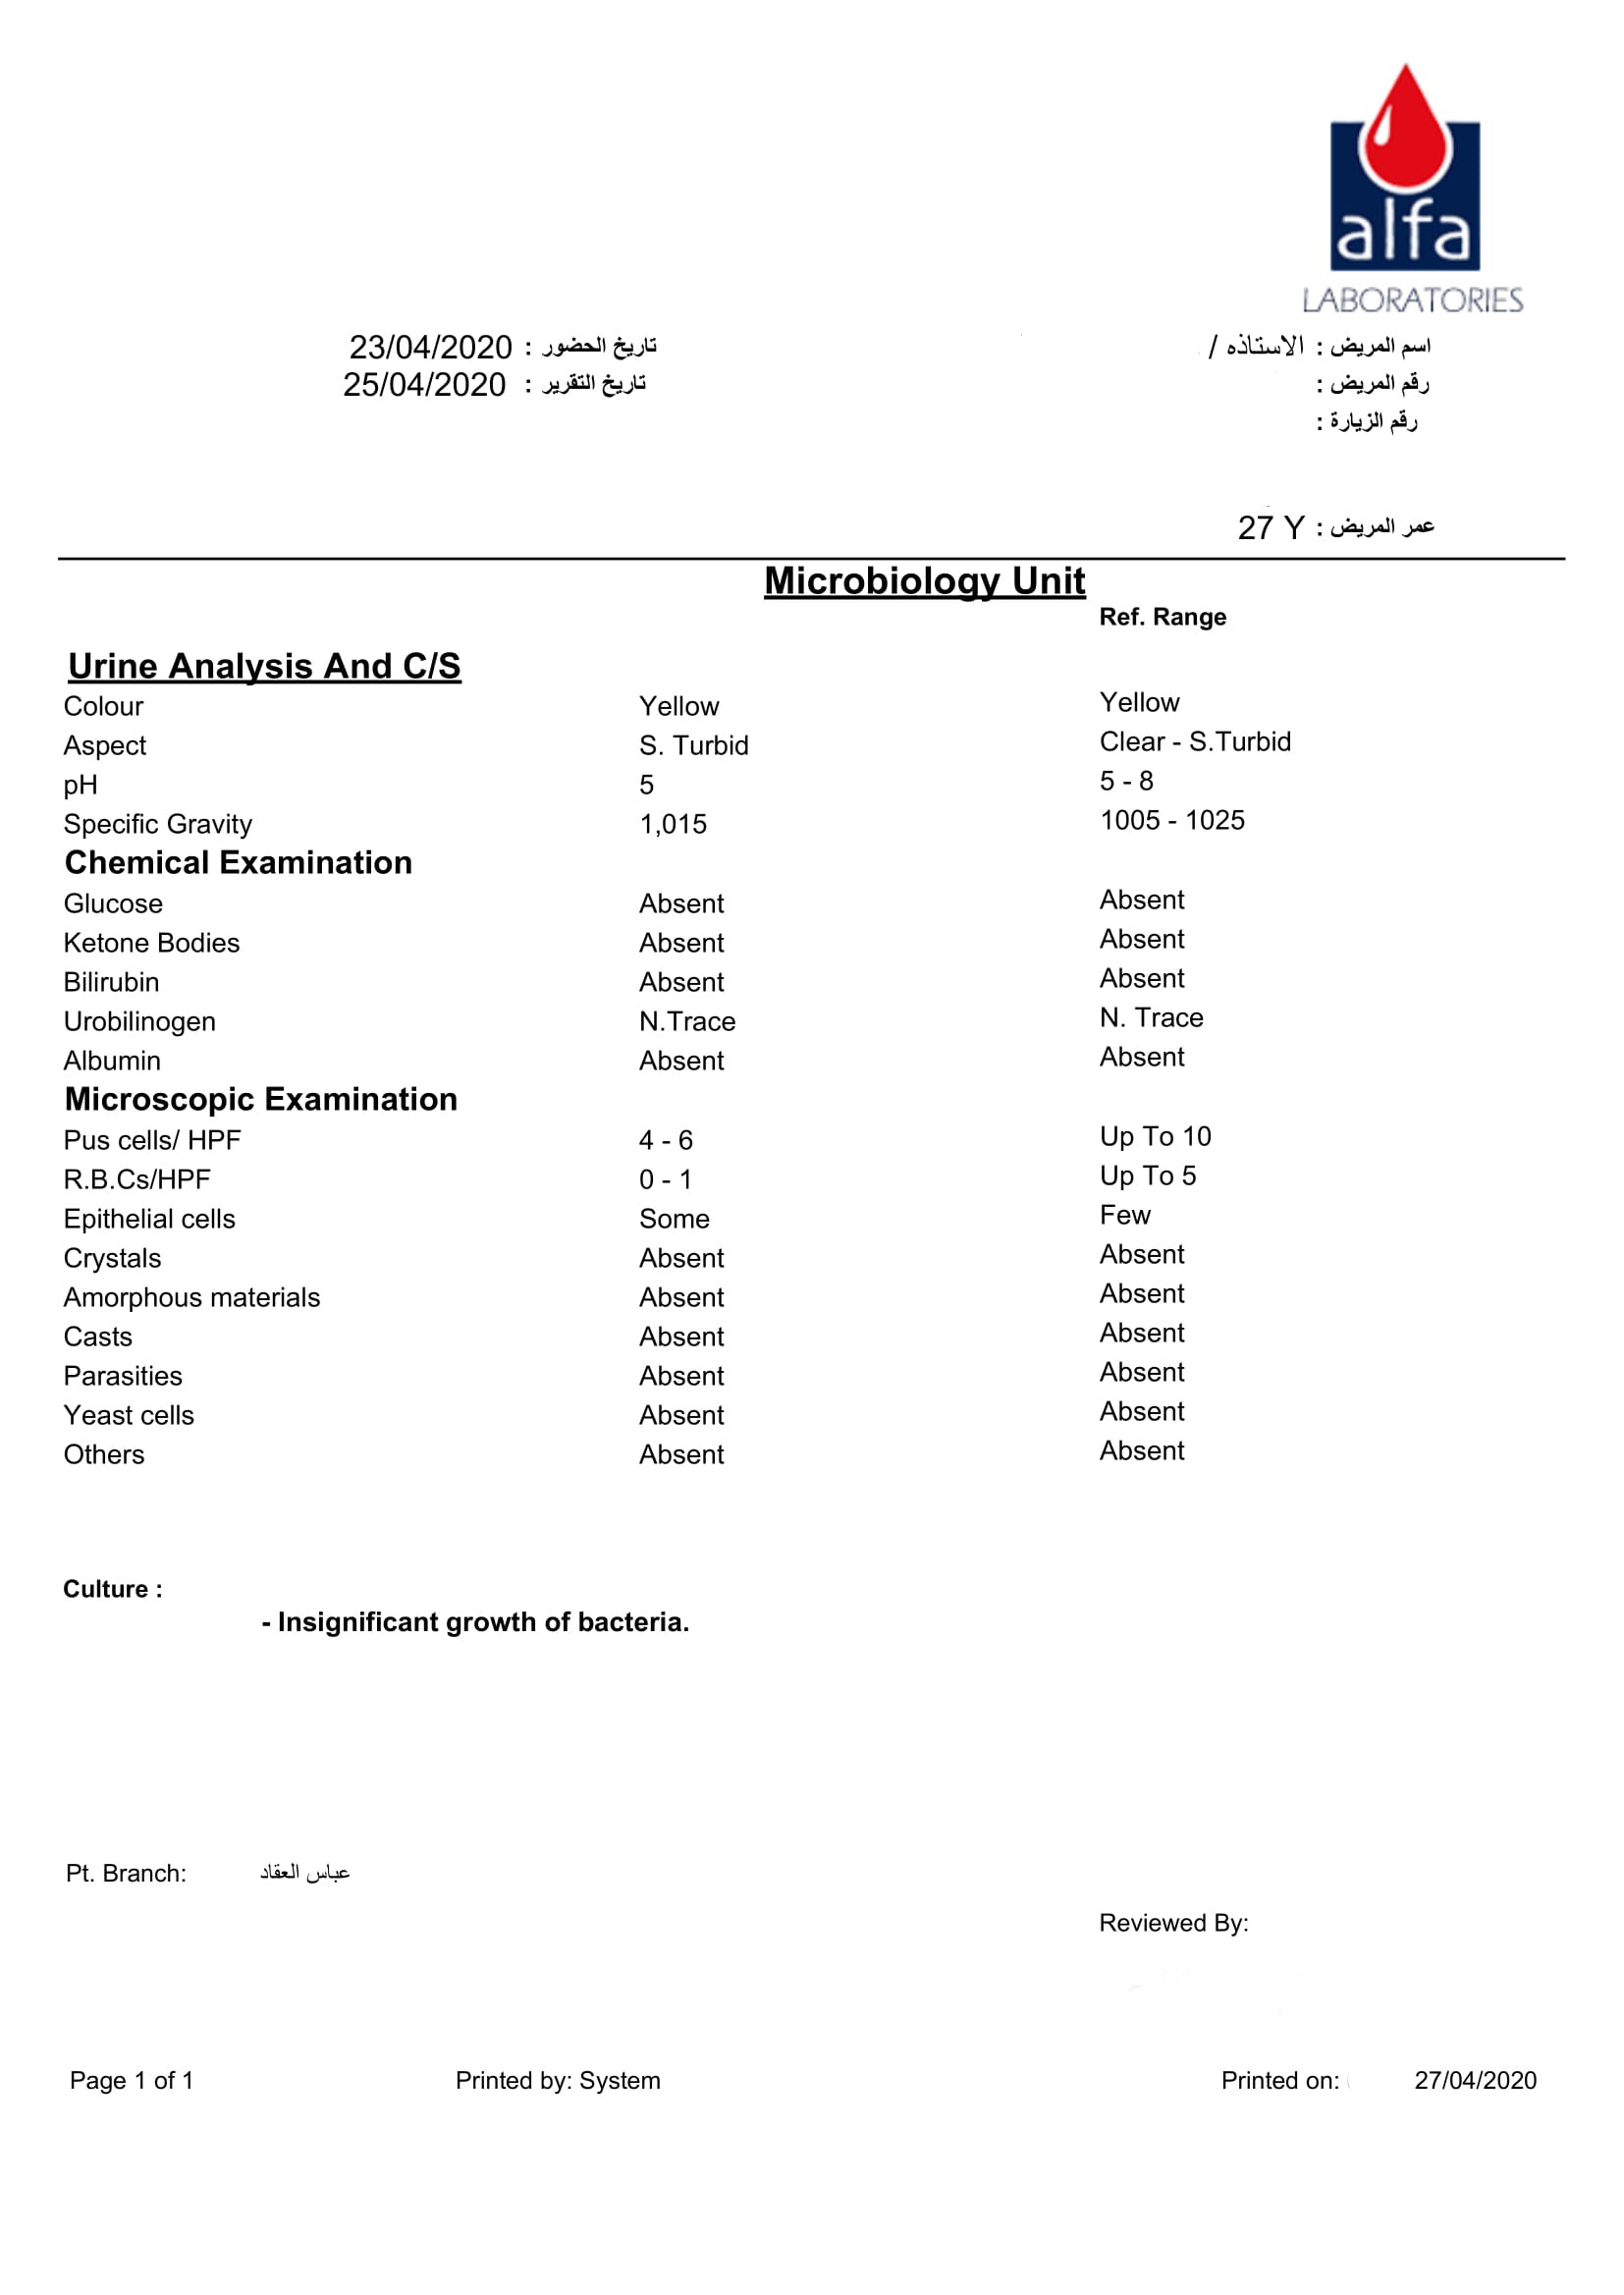 alfa
LABORATORIES
اسم المريض : الاستاذه /
تاريخ الحضور : 23/04/2020
رقم المريض :
تاريخ التقرير : 25/04/2020
رقم الزيارة :
عمر المريض : 27 Y
Microbiology Unit
Ref. Range
Urine Analysis And C/S
Colour Yellow Yellow
Aspect S. Turbid Clear - S.Turbid
pH 5 5 - 8
Specific Gravity 1,015 1005 - 1025
Chemical Examination
Glucose Absent Absent
Ketone Bodies Absent Absent
Bilirubin Absent Absent
Urobilinogen N.Trace N. Trace
Albumin Absent Absent
Microscopic Examination
Pus cells/ HPF 4 - 6 Up To 10
R.B.Cs/HPF 0 - 1 Up To 5
Epithelial cells Some Few
Crystals Absent Absent
Amorphous materials Absent Absent
Casts Absent Absent
Parasities Absent Absent
Yeast cells Absent Absent
Others Absent Absent
Culture :
- Insignificant growth of bacteria.
Pt. Branch: عباس العقاد
Reviewed By:
Page 1 of 1 Printed by: System Printed on: 27/04/2020